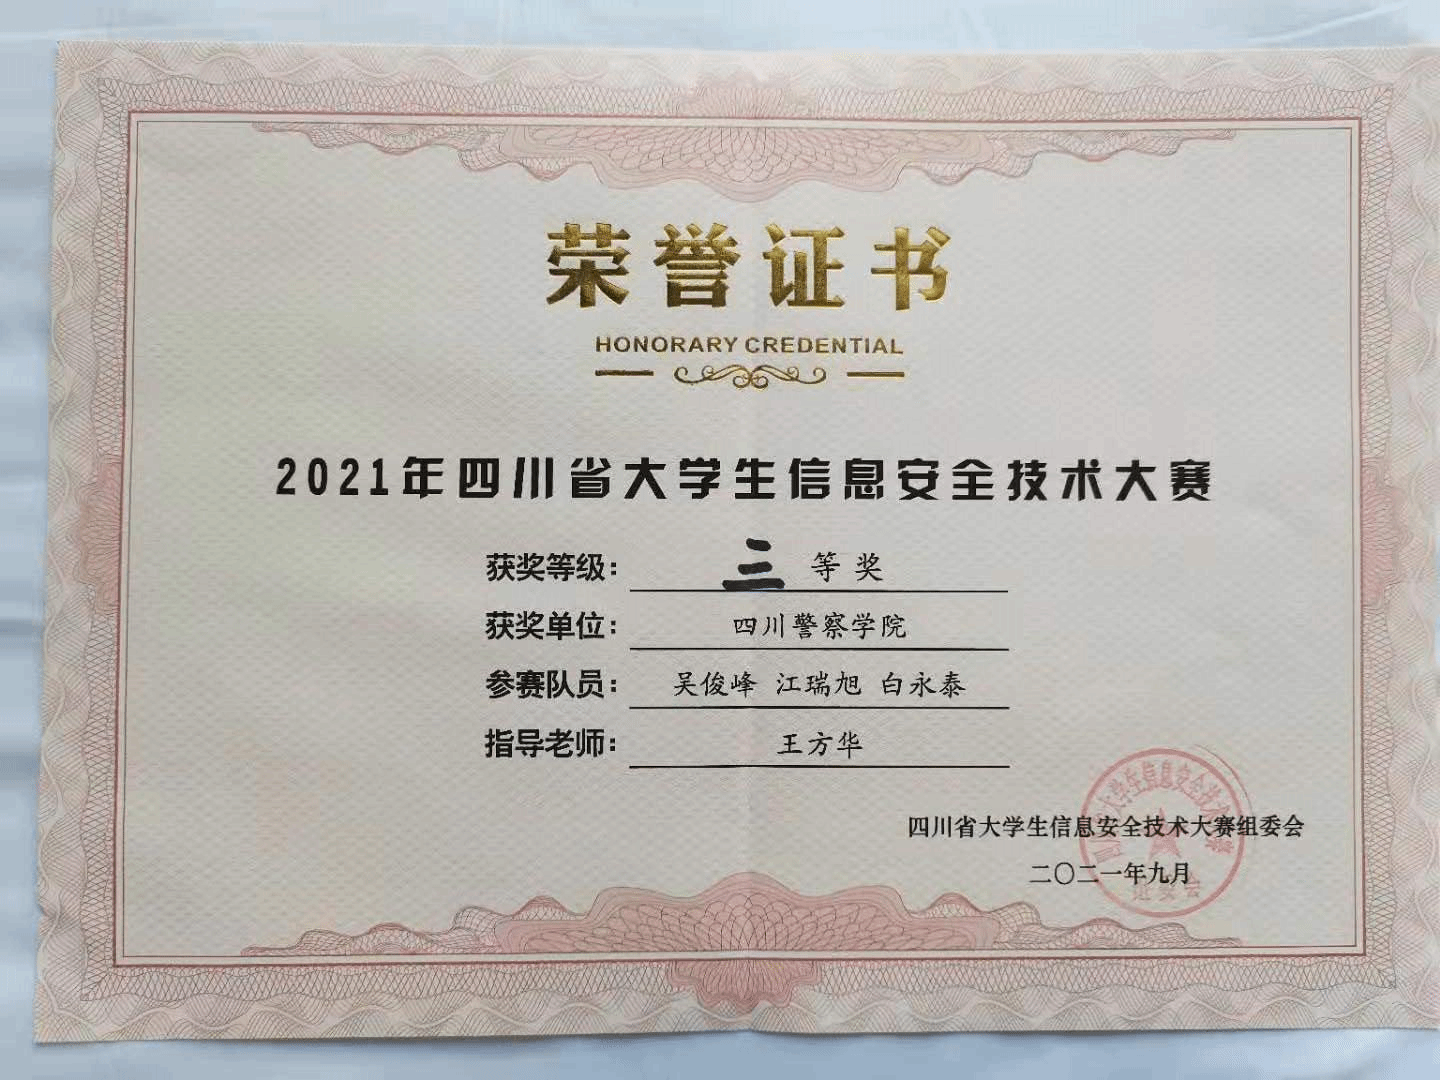 荣誉证书
HONORARY CREDENTIAL
2021年四川省大学生信息安全技术大赛
获奖等级： 三 等 奖
获奖单位： 四川警察学院
参赛队员： 吴俊峰 江瑞旭 白永泰
指导老师： 王方华
四川省大学生信息安全技术大赛组委会
二〇二一年九月